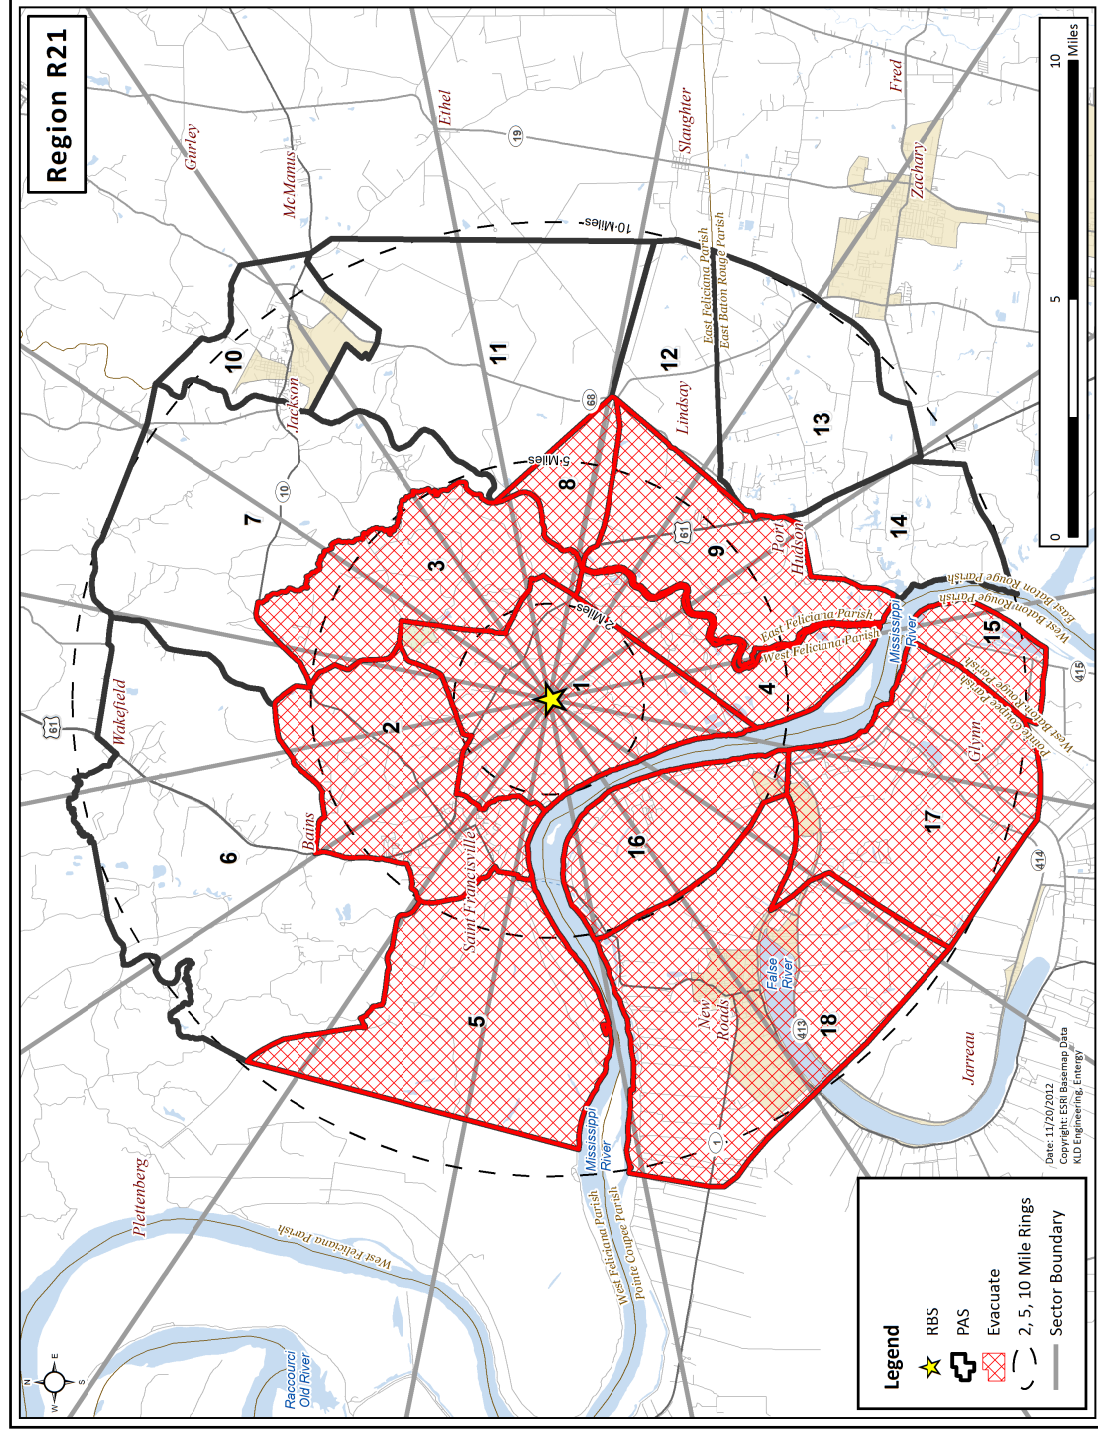 Region R21
Gurley
McManus
Ethel
19
Slaughter
Fred
Zachary
10 Miles
East Feliciana Parish
East Baton Rouge Parish
10
Jackson
11
12
Lindsay
68
13
5 Miles
8
10
7
3
61
9
Port
Hudson
14
2 Miles
East Feliciana Parish
West Feliciana Parish
Mississippi
River
East Baton Rouge Parish
West Baton Rouge Parish
15
415
61
Wakefield
2
1
4
West Baton Rouge Parish
Pointe Coupee Parish
Glynn
6
Bains
Saint Francisville
16
17
414
5
New
Roads
False
River
413
18
Jarreau
1
Mississippi
River
Plettenberg
West Feliciana Parish
West Feliciana Parish
Pointe Coupee Parish
Raccourci
Old River
N
W
E
S
Legend
RBS
PAS
Evacuate
2, 5, 10 Mile Rings
Sector Boundary
Date: 11/20/2012
Copyright: ESRI Basemap Data
KLD Engineering, Entergy
0
5
10
Miles